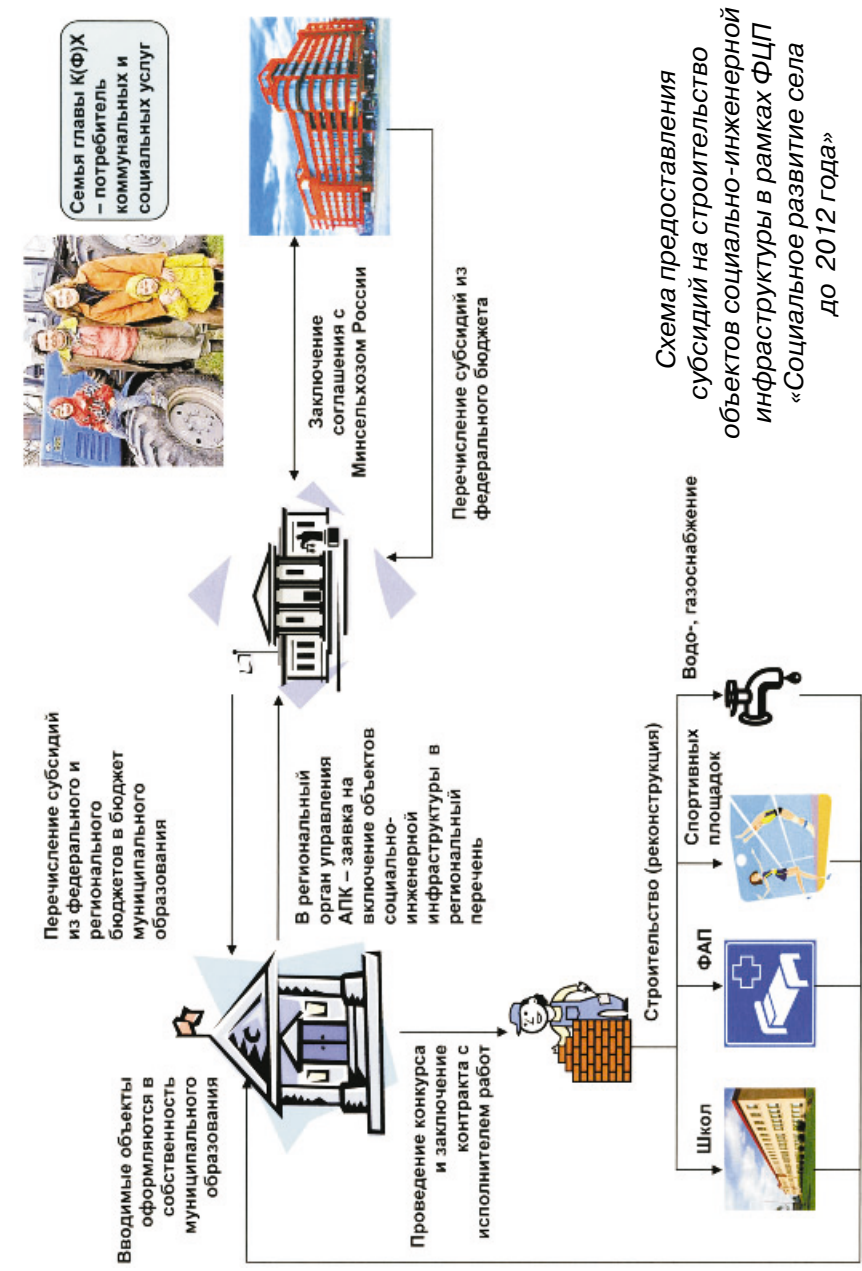 Вводимые объекты
оформляются в
собственность
муниципального
образования
Перечисление субсидий
из федерального и
регионального
бюджетов в бюджет
муниципального
образования
Семья главы К(Ф)Х
– потребитель
коммунальных и
социальных услуг
В региональный
орган управления
АПК – заявка на
включение объектов
социально-
инженерной
инфраструктуры в
региональный
перечень
Заключение
соглашения с
Минсельхозом России
Проведение конкурса
и заключение
контракта с
исполнителем работ
Перечисление субсидий из
федерального бюджета
Строительство (реконструкция)
Школ
ФАП
Спортивных
площадок
Водо-, газоснабжение
Схема предоставления
субсидий на строительство
объектов социально-инженерной
инфраструктуры в рамках ФЦП
«Социальное развитие села
до 2012 года»